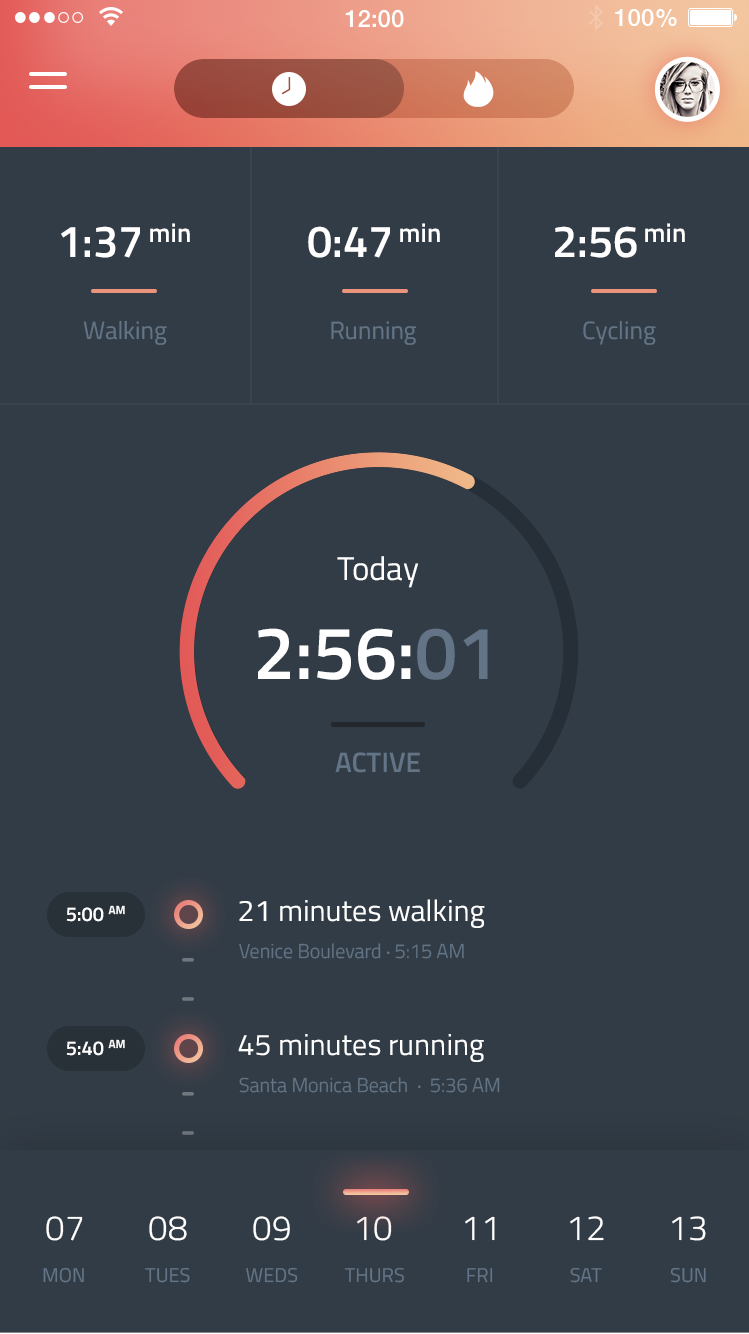 12:00 100%
1:37 min 0:47 min 2:56 min
Walking Running Cycling
Today
2:56:01
ACTIVE
5:00 AM 21 minutes walking
Venice Boulevard · 5:15 AM
5:40 AM 45 minutes running
Santa Monica Beach · 5:36 AM
07 08 09 10 11 12 13
MON TUES WEDS THURS FRI SAT SUN